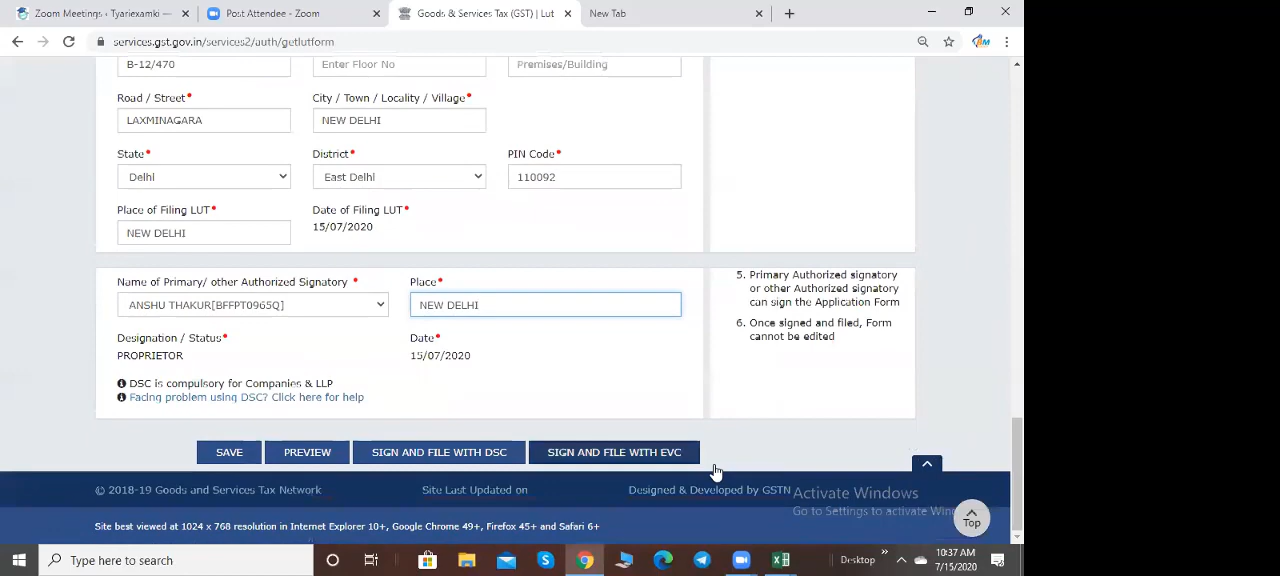 Zoom Meetings • Tyariexamki — Post Attendee - Zoom Goods & Services Tax (GST) | Lut New Tab
services.gst.gov.in/services2/auth/getlutform
B-12/470 Enter Floor No Premises/Building
Road / Street* City / Town / Locality / Village*
LAXMINAGARA NEW DELHI
State* District* PIN Code*
Delhi East Delhi 110092
Place of Filing LUT* Date of Filing LUT*
NEW DELHI 15/07/2020
Name of Primary/ other Authorized Signatory * Place*
ANSHU THAKUR[BFFPT0965Q] NEW DELHI
Designation / Status* Date*
PROPRIETOR 15/07/2020
DSC is compulsory for Companies & LLP
Facing problem using DSC? Click here for help
5. Primary Authorized signatory
or other Authorized signatory
can sign the Application Form
6. Once signed and filed, Form
cannot be edited
SAVE PREVIEW SIGN AND FILE WITH DSC SIGN AND FILE WITH EVC
© 2018-19 Goods and Services Tax Network Site Last Updated on Designed & Developed by GSTN
Activate Windows
Go to Settings to activate Win
Top
Site best viewed at 1024 x 768 resolution in Internet Explorer 10+, Google Chrome 49+, Firefox 45+ and Safari 6+
Type here to search Desktop 10:37 AM
7/15/2020